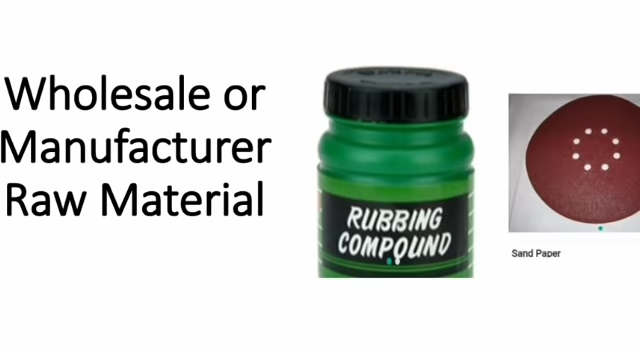 Wholesale or
Manufacturer
Raw Material
RUBBING
COMPOUND
Sand Paper